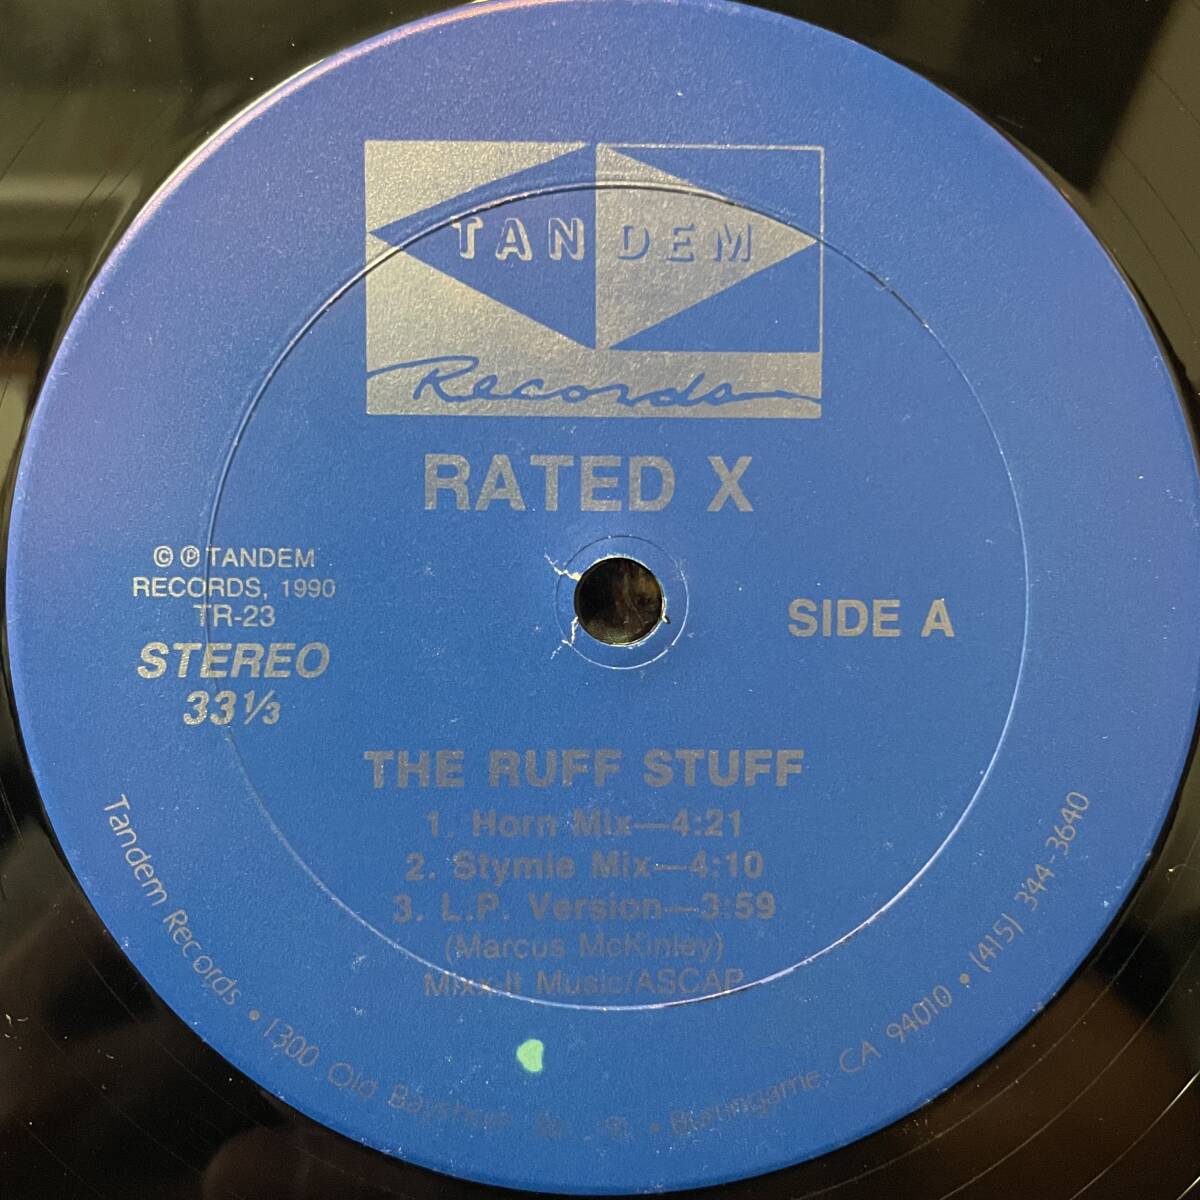 TANDEM
Records
RATED X
© ℗ TANDEM
RECORDS, 1990
TR-23
STEREO
33⅓
SIDE A
THE RUFF STUFF
1. Horn Mix—4:21
2. Stymie Mix—4:10
3. L.P. Version—3:59
(Marcus McKinley)
Mixx-It Music/ASCAP
Tandem Records • 1300 Old Bayshore • Burlingame, CA 94010 • (415) 344-3640